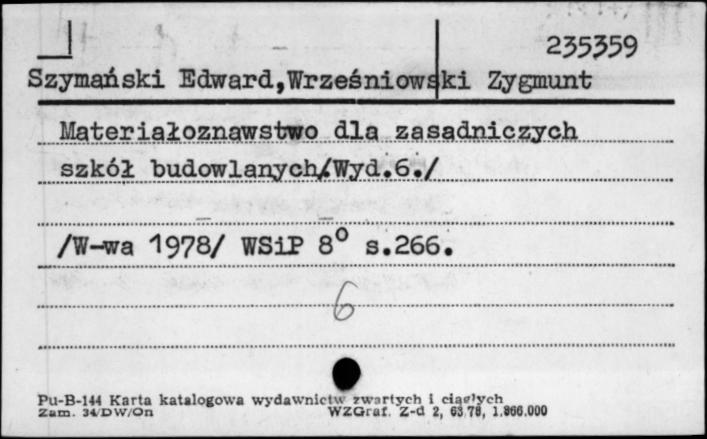 235359
Szymański Edward,Wrześniowski Zygmunt
Materiałoznawstwo dla zasadniczych
szkół budowlanych/Wyd.6./
/W-wa 1978/ WSiP 8° s.266.
6
Pu-B-144 Karta katalogowa wydawnictw zwartych i ciągłych
Zam. 34/DW/On WZGraf. Z-d 2, 63,78, 1.866.000